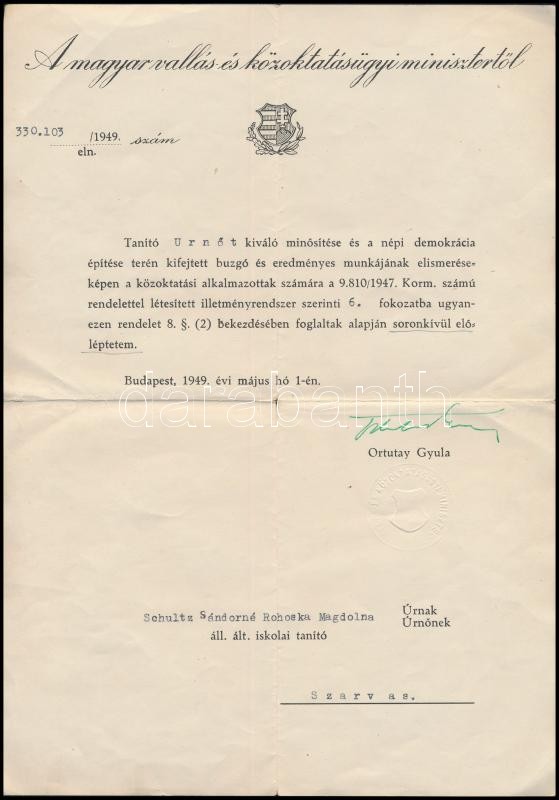 A magyar vallás- és közoktatásügyi minisztertől
330.103 /1949. szám
eln.
Tanító Urnőt kiváló minősítése és a népi demokrácia
építése terén kifejtett buzgó és eredményes munkájának elismerése-
képen a közoktatási alkalmazottak számára a 9.810/1947. Korm. számú
rendelettel létesített illetményrendszer szerinti 6. fokozatba ugyan-
ezen rendelet 8. §. (2) bekezdésében foglaltak alapján soronkívül elő-
léptetem.
Budapest, 1949. évi május hó 1-én.
darabanth
Ortutay Gyula
Schultz Sándorné Rohoska Magdolna Úrnak
Úrnőnek
áll. ált. iskolai tanító
Szarvas.